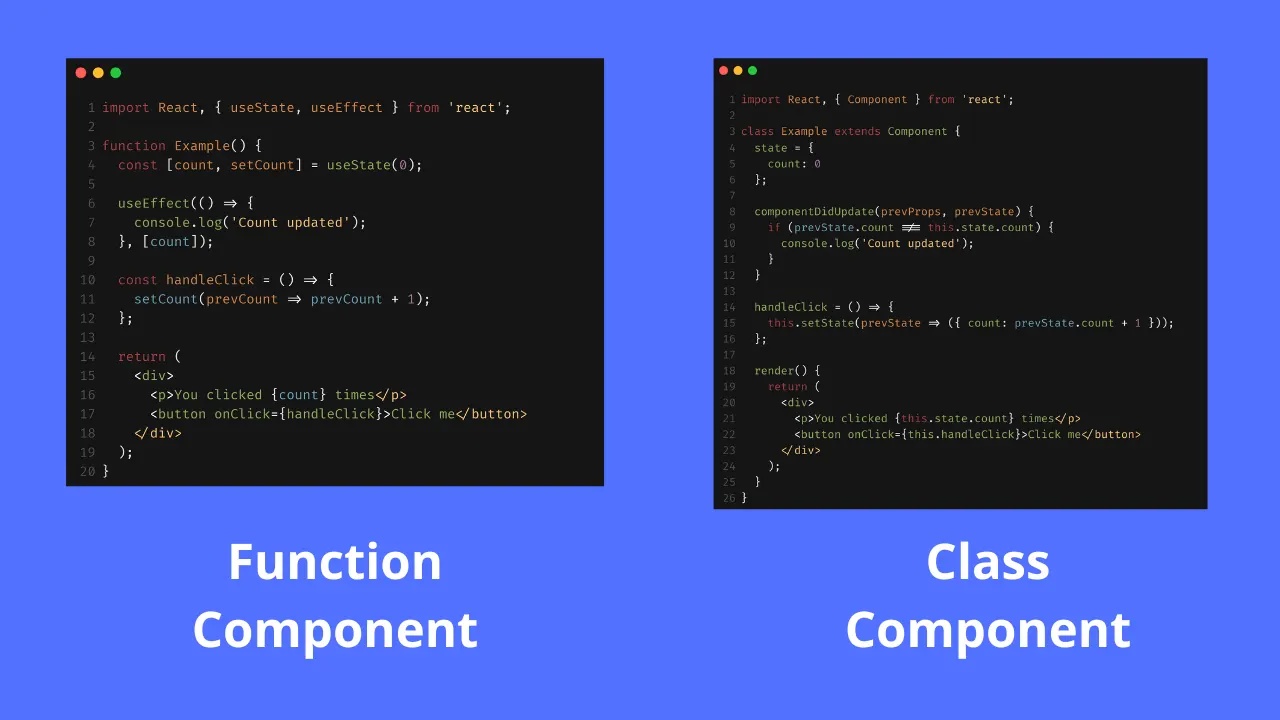 1 import React, { useState, useEffect } from 'react';
2
3 function Example() {
4   const [count, setCount] = useState(0);
5
6   useEffect(() => {
7     console.log('Count updated');
8   }, [count]);
9
10   const handleClick = () => {
11     setCount(prevCount => prevCount + 1);
12   };
13
14   return (
15     <div>
16       <p>You clicked {count} times</p>
17       <button onClick={handleClick}>Click me</button>
18     </div>
19   );
20 }
Function
Component
1 import React, { Component } from 'react';
2
3 class Example extends Component {
4   state = {
5     count: 0
6   };
7
8   componentDidUpdate(prevProps, prevState) {
9     if (prevState.count !== this.state.count) {
10       console.log('Count updated');
11     }
12   }
13
14   handleClick = () => {
15     this.setState(prevState => ({ count: prevState.count + 1 }));
16   };
17
18   render() {
19     return (
20       <div>
21         <p>You clicked {this.state.count} times</p>
22         <button onClick={this.handleClick}>Click me</button>
23       </div>
24     );
25   }
26 }
Class
Component